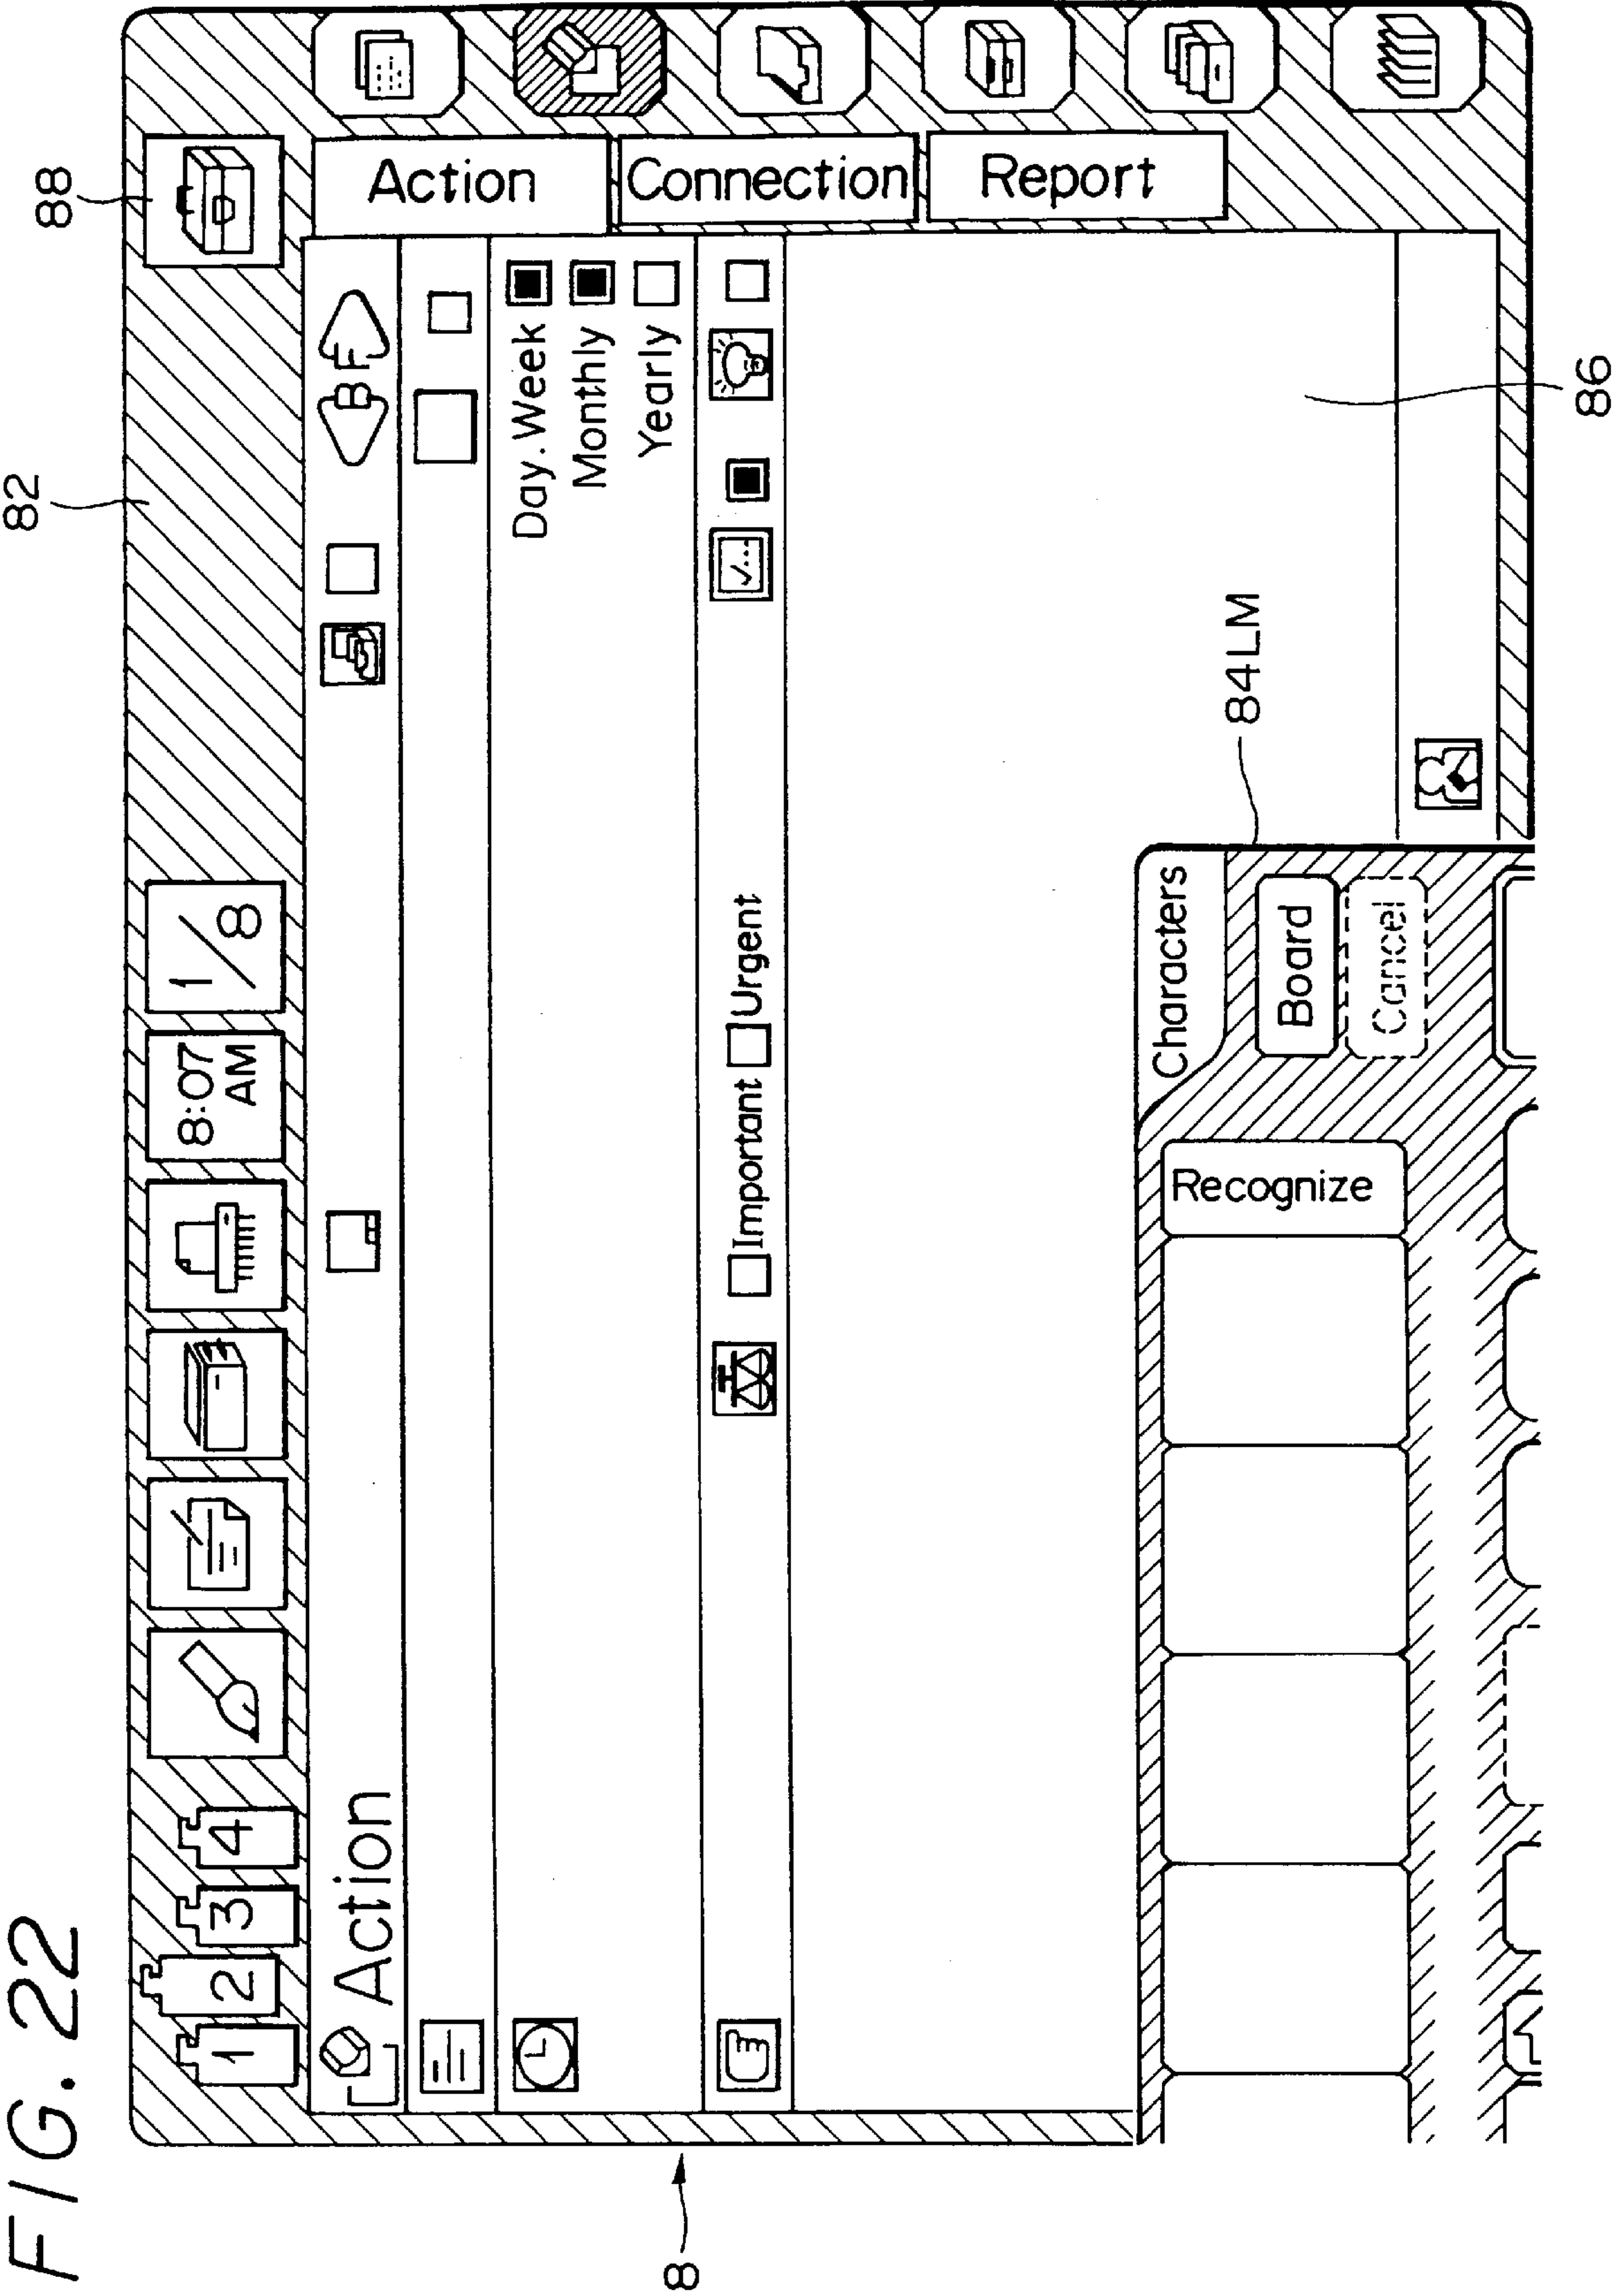 FIG. 22
82
88
1 2 3 4
8:07
AM
1/8
Action
B F
Action
Day.Week
Monthly
Yearly
Connection
Important
Urgent
Report
8
84LM
Characters
Recognize
Board
Cancel
86